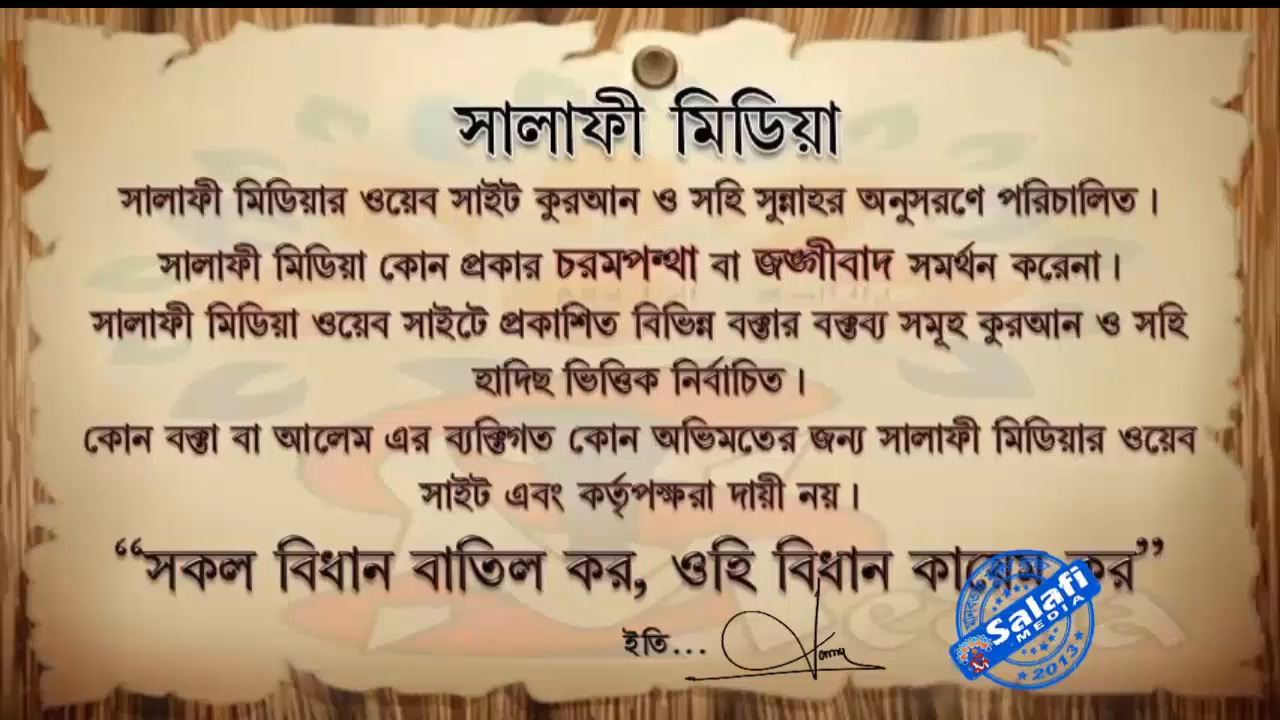 সালাফী মিডিয়া
সালাফী মিডিয়ার ওয়েব সাইট কুরআন ও সহি সুন্নাহর অনুসরণে পরিচালিত।
সালাফী মিডিয়া কোন প্রকার চরমপন্থা বা জঙ্গীবাদ সমর্থন করেনা।
সালাফী মিডিয়া ওয়েব সাইটে প্রকাশিত বিভিন্ন বক্তার বক্তব্য সমূহ কুরআন ও সহি
হাদিছ ভিত্তিক নির্বাচিত।
কোন বক্তা বা আলেম এর ব্যক্তিগত কোন অভিমতের জন্য সালাফী মিডিয়ার ওয়েব
সাইট এবং কর্তৃপক্ষরা দায়ী নয়।
“সকল বিধান বাতিল কর, ওহি বিধান কায়েম কর”
ইতি...
Salafi
MEDIA
2013